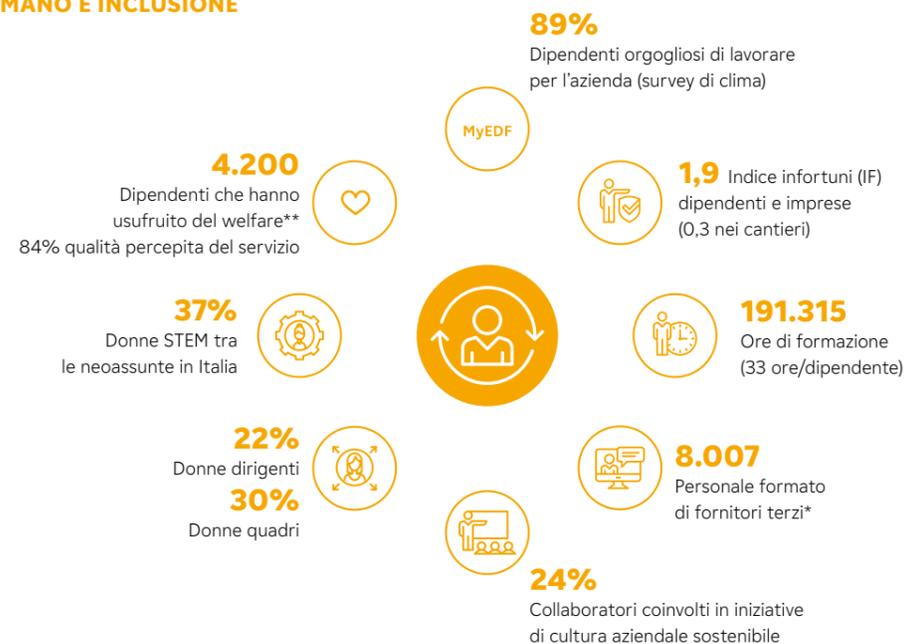 MANO E INCLUSIONE
89%
Dipendenti orgogliosi di lavorare
per l'azienda (survey di clima)
MyEDF
4.200
Dipendenti che hanno
usufruito del welfare**
84% qualità percepita del servizio
1,9 Indice infortuni (IF)
dipendenti e imprese
(0,3 nei cantieri)
37%
Donne STEM tra
le neoassunte in Italia
191.315
Ore di formazione
(33 ore/dipendente)
22%
Donne dirigenti
30%
Donne quadri
8.007
Personale formato
di fornitori terzi*
24%
Collaboratori coinvolti in iniziative
di cultura aziendale sostenibile